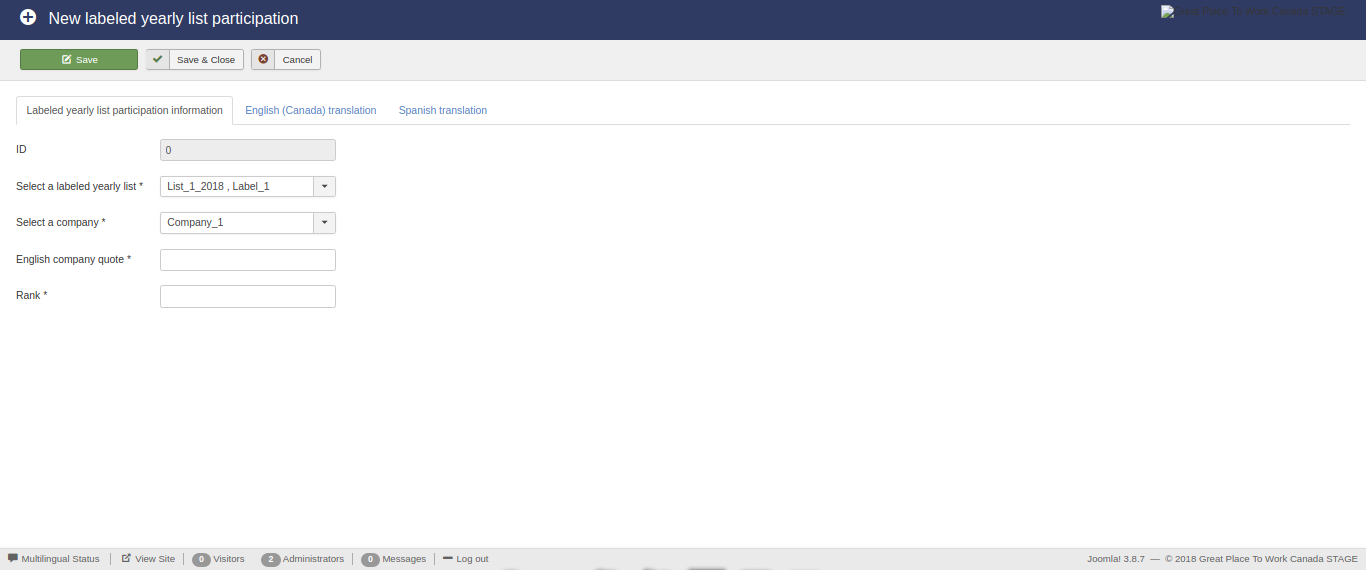 New labeled yearly list participation
Great Place To Work Canada STAGE
Save
Save & Close
Cancel
Labeled yearly list participation information
English (Canada) translation
Spanish translation
ID
0
Select a labeled yearly list *
List_1_2018 , Label_1
Select a company *
Company_1
English company quote *
Rank *
Multilingual Status
View Site
0 Visitors
2 Administrators
0 Messages
Log out
Joomla! 3.8.7 — © 2018 Great Place To Work Canada STAGE